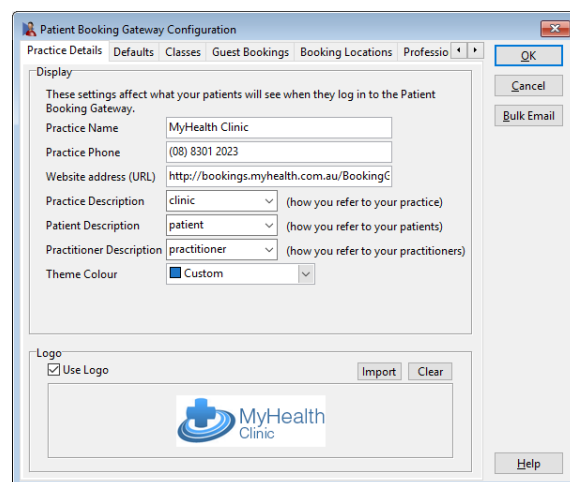 Patient Booking Gateway Configuration
Practice Details Defaults Classes Guest Bookings Booking Locations Professio
OK
Cancel
Bulk Email
Display
These settings affect what your patients will see when they log in to the Patient
Booking Gateway.
Practice Name MyHealth Clinic
Practice Phone (08) 8301 2023
Website address (URL) http://bookings.myhealth.com.au/BookingG
Practice Description clinic (how you refer to your practice)
Patient Description patient (how you refer to your patients)
Practitioner Description practitioner (how you refer to your practitioners)
Theme Colour Custom
Logo
Use Logo Import Clear
MyHealth
Clinic
Help